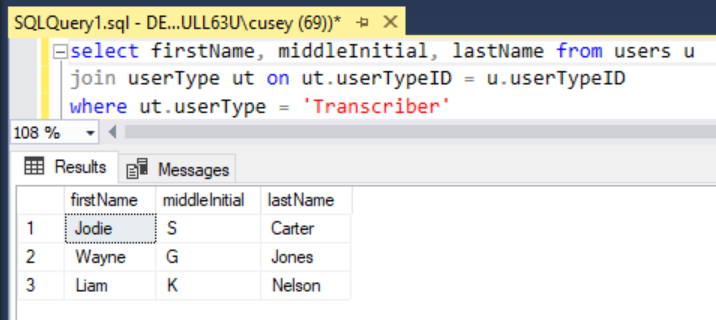 SQLQuery1.sql - DE...ULL63U\cusey (69))*
select firstName, middleInitial, lastName from users u
join userType ut on ut.userTypeID = u.userTypeID
where ut.userType = 'Transcriber'
108 %
Results Messages
firstName middleInitial lastName
1 Jodie S Carter
2 Wayne G Jones
3 Liam K Nelson